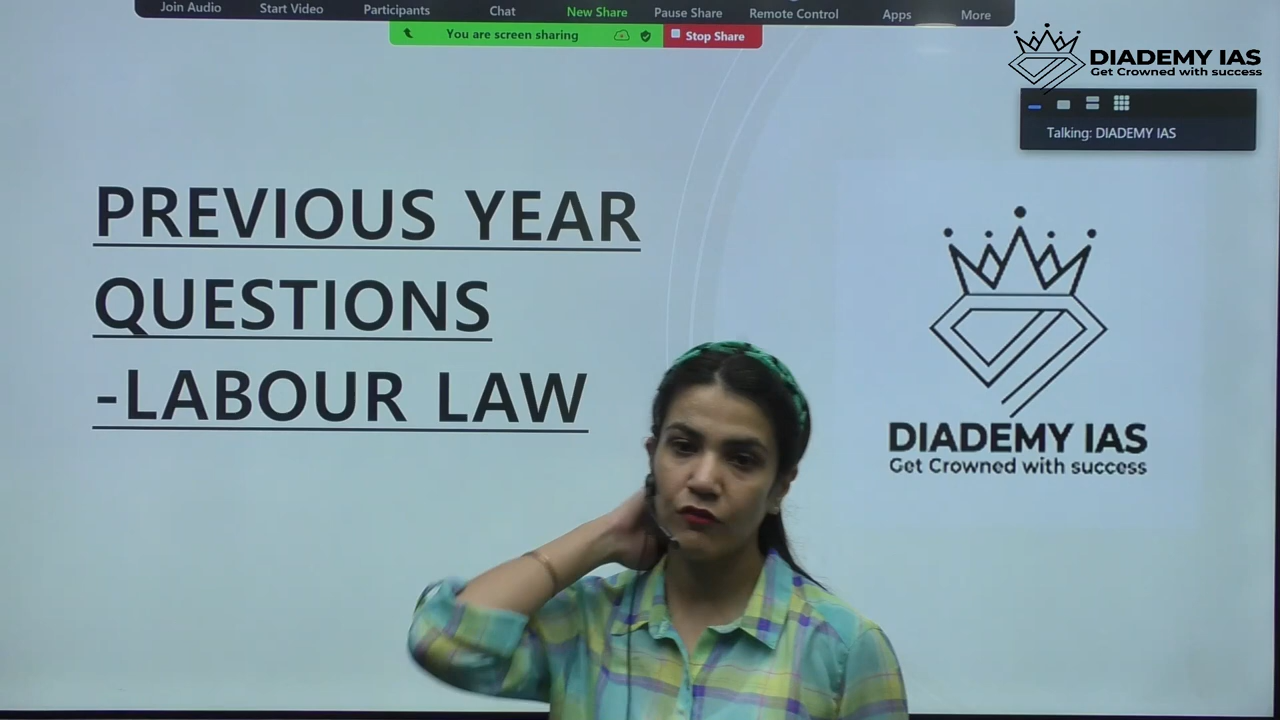 Join Audio Start Video Participants Chat New Share Pause Share Remote Control Apps More
You are screen sharing Stop Share
DIADEMY IAS
Get Crowned with success
Talking: DIADEMY IAS
PREVIOUS YEAR
QUESTIONS
-LABOUR LAW
DIADEMY IAS
Get Crowned with success